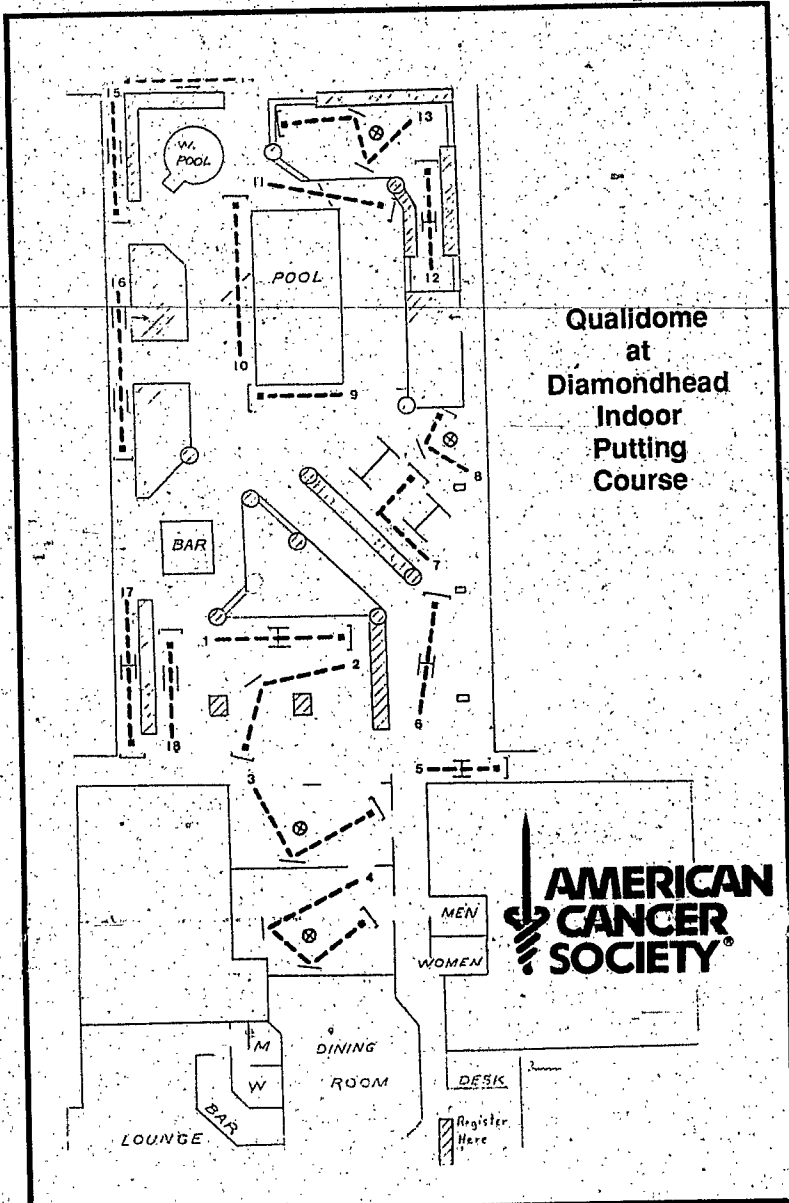 15
13
W.
POOL
11
12
16
POOL
10
9
8
7
BAR
17
1
2
6
18
5
3
Qualidome
at
Diamondhead
Indoor
Putting
Course
AMERICAN
CANCER
SOCIETY®
MEN
WOMEN
M
W
DINING
ROOM
BAR
LOUNGE
DESK
Register
Here